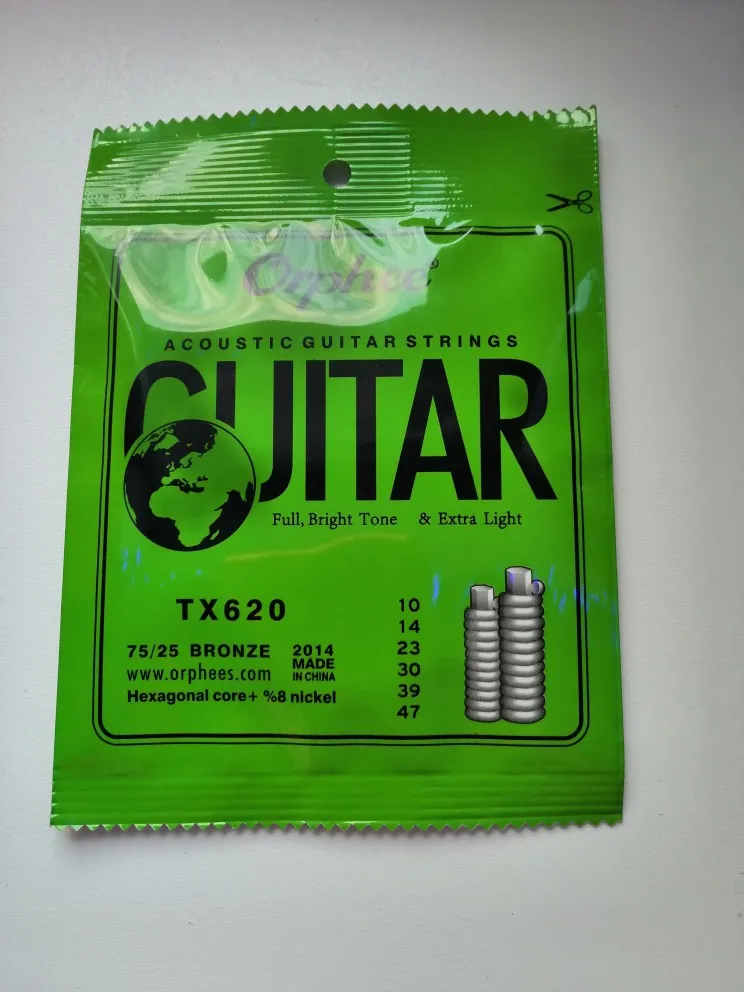 Orphee®
ACOUSTIC GUITAR STRINGS
GUITAR
Full, Bright Tone & Extra Light
TX620
75/25 BRONZE
www.orphees.com
Hexagonal core+ %8 nickel
2014
MADE
IN CHINA
10
14
23
30
39
47